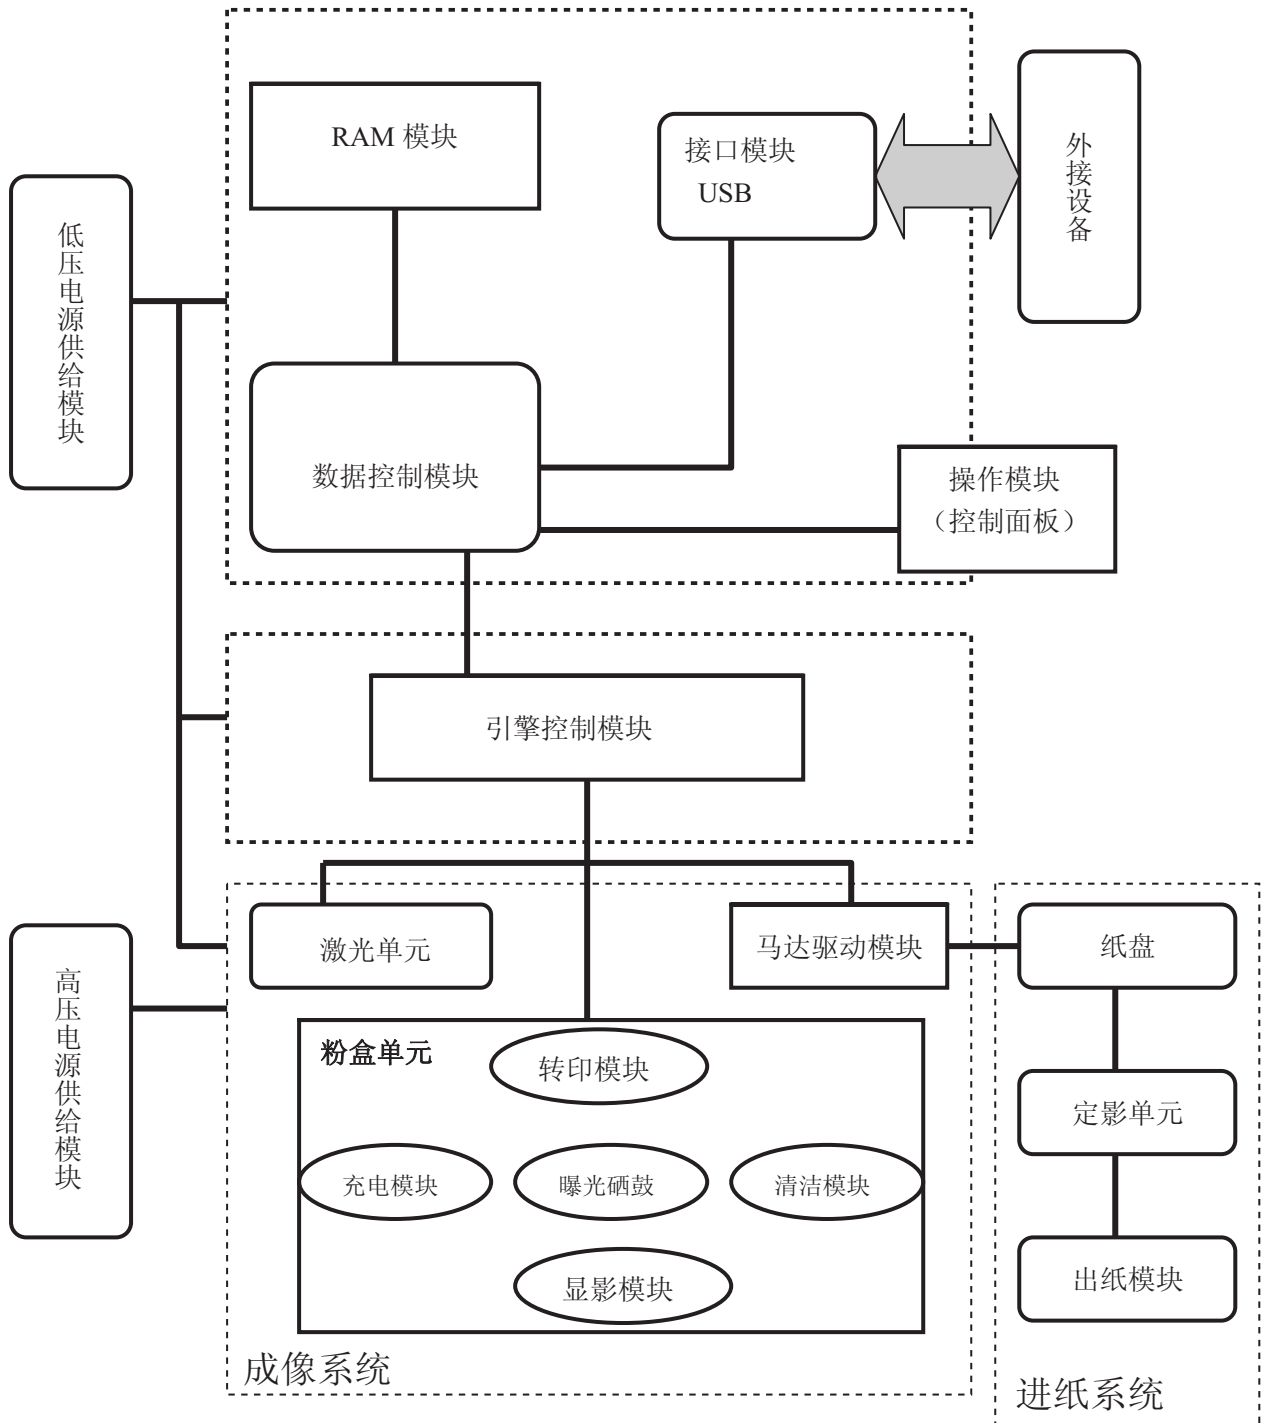 RAM 模块
接口模块
USB
外接设备
低压电源供给模块
数据控制模块
操作模块
（控制面板）
引擎控制模块
激光单元
马达驱动模块
纸盘
高压电源供给模块
粉盒单元
转印模块
定影单元
充电模块
曝光硒鼓
清洁模块
显影模块
出纸模块
成像系统
进纸系统